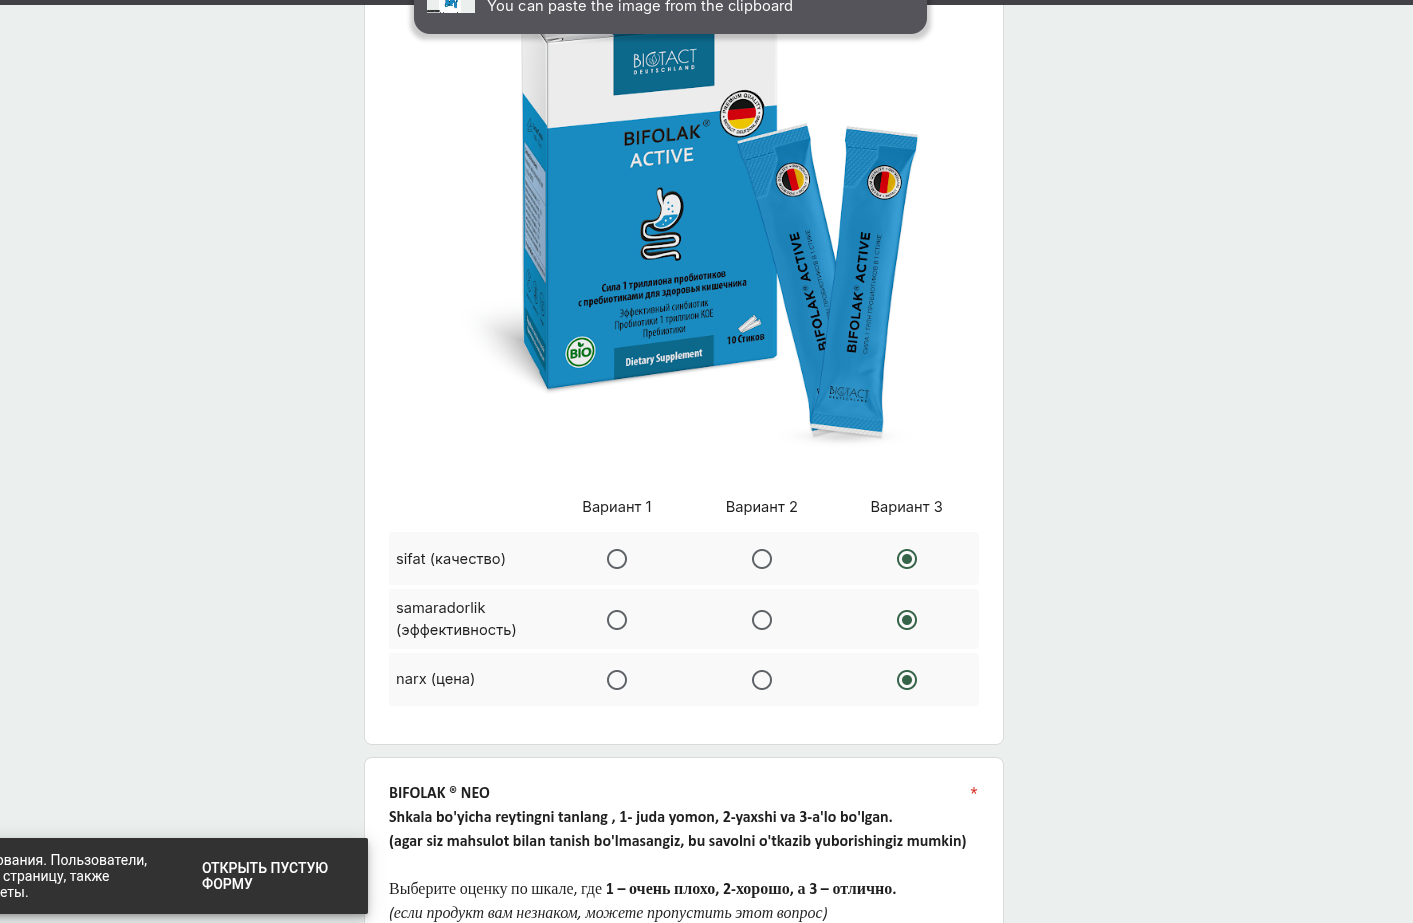 You can paste the image from the clipboard
BIOTACT
DEUTSCHLAND
PREMIUM QUALITY
BIFOLAK ®
ACTIVE
Сила 1 триллиона пробиотиков
с пребиотиками для здоровья кишечника
Эффективный синбиотик
Пробиотики 1 триллион КОЕ
Пребиотики
10 Стиков
BIO
Dietary Supplement
BIFOLAK® ACTIVE
BIFOLAK® ACTIVE
BIOTACT
DEUTSCHLAND
Вариант 1 Вариант 2 Вариант 3
sifat (качество)
samaradorlik
(эффективность)
narx (цена)
BIFOLAK ® NEO *
Shkala bo'yicha reytingni tanlang , 1- juda yomon, 2-yaxshi va 3-a'lo bo'lgan.
(agar siz mahsulot bilan tanish bo'lmasangiz, bu savolni o'tkazib yuborishingiz mumkin)
Выберите оценку по шкале, где 1 – очень плохо, 2-хорошо, а 3 – отлично.
(если продукт вам незнаком, можете пропустить этот вопрос)
ования. Пользователи,
страницу, также
еты.
ОТКРЫТЬ ПУСТУЮ
ФОРМУ